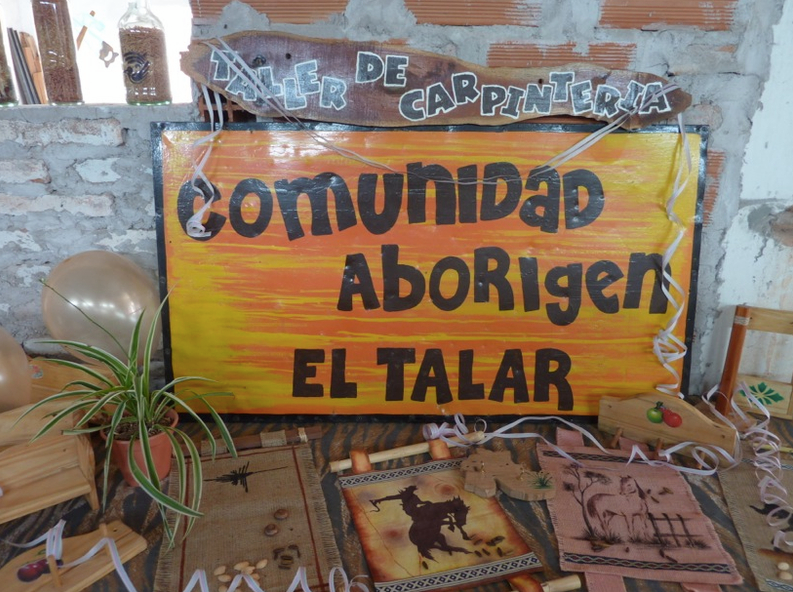 TALLER DE CARPINTERIA
COMUNIDAD
ABORIGEN
EL TALAR